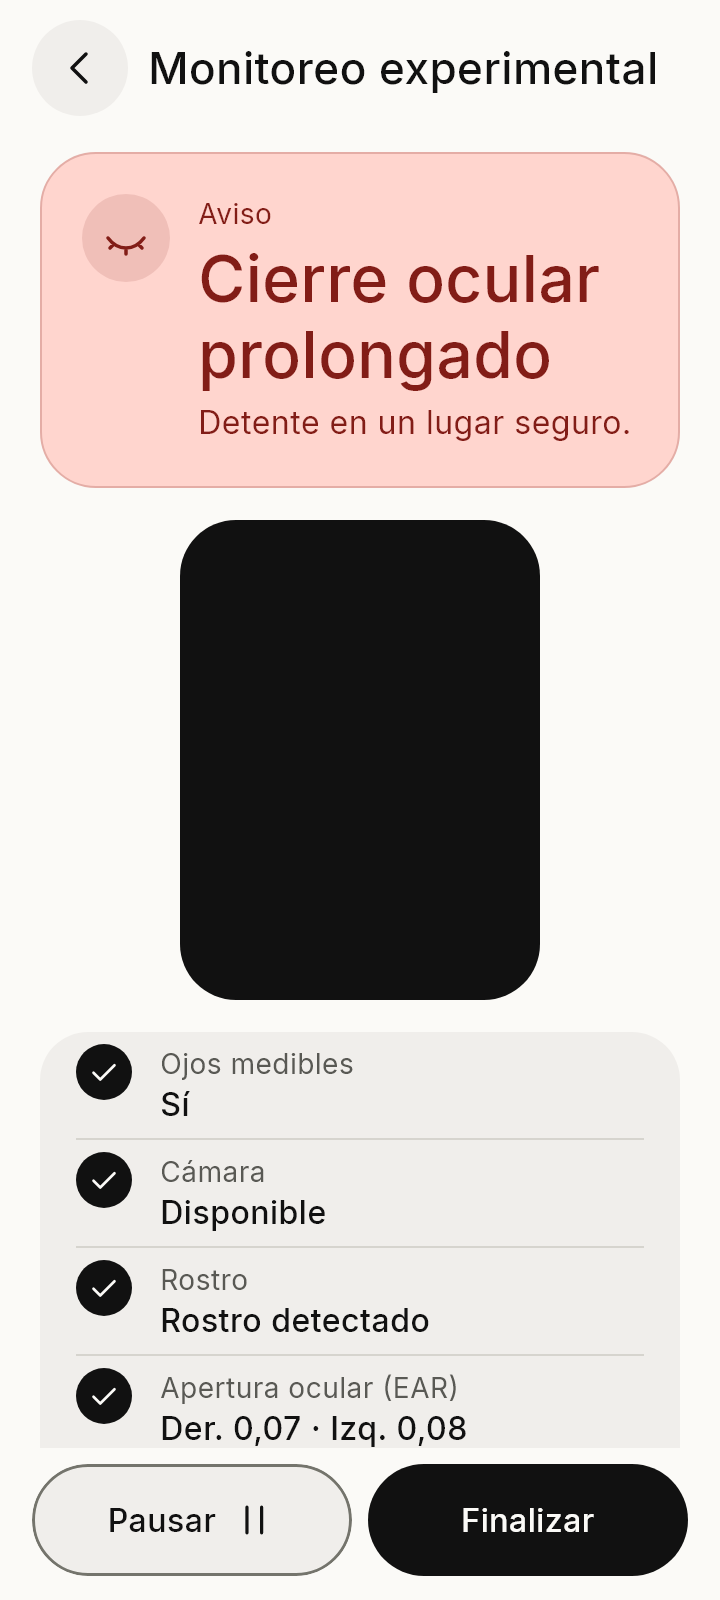 Monitoreo experimental
Aviso
Cierre ocular
prolongado
Detente en un lugar seguro.
Ojos medibles
Sí
Cámara
Disponible
Rostro
Rostro detectado
Apertura ocular (EAR)
Der. 0,07 · Izq. 0,08
Pausar
Finalizar